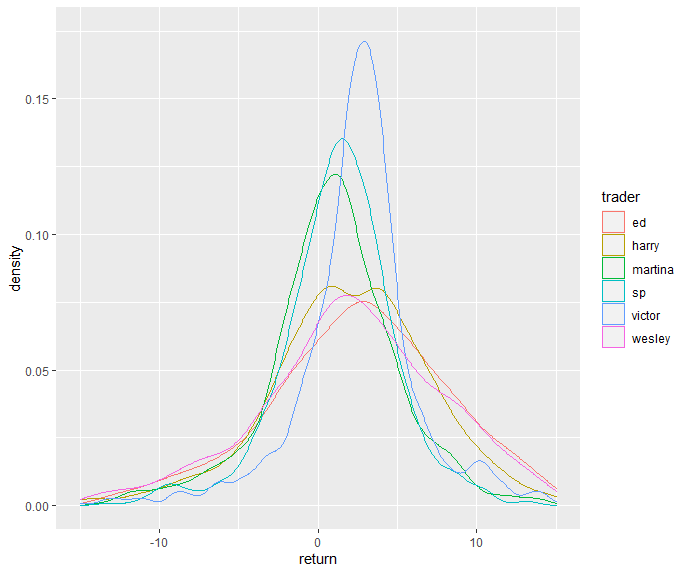 0.15
0.10
0.05
0.00
density
-10 0 10
return
trader
ed
harry
martina
sp
victor
wesley